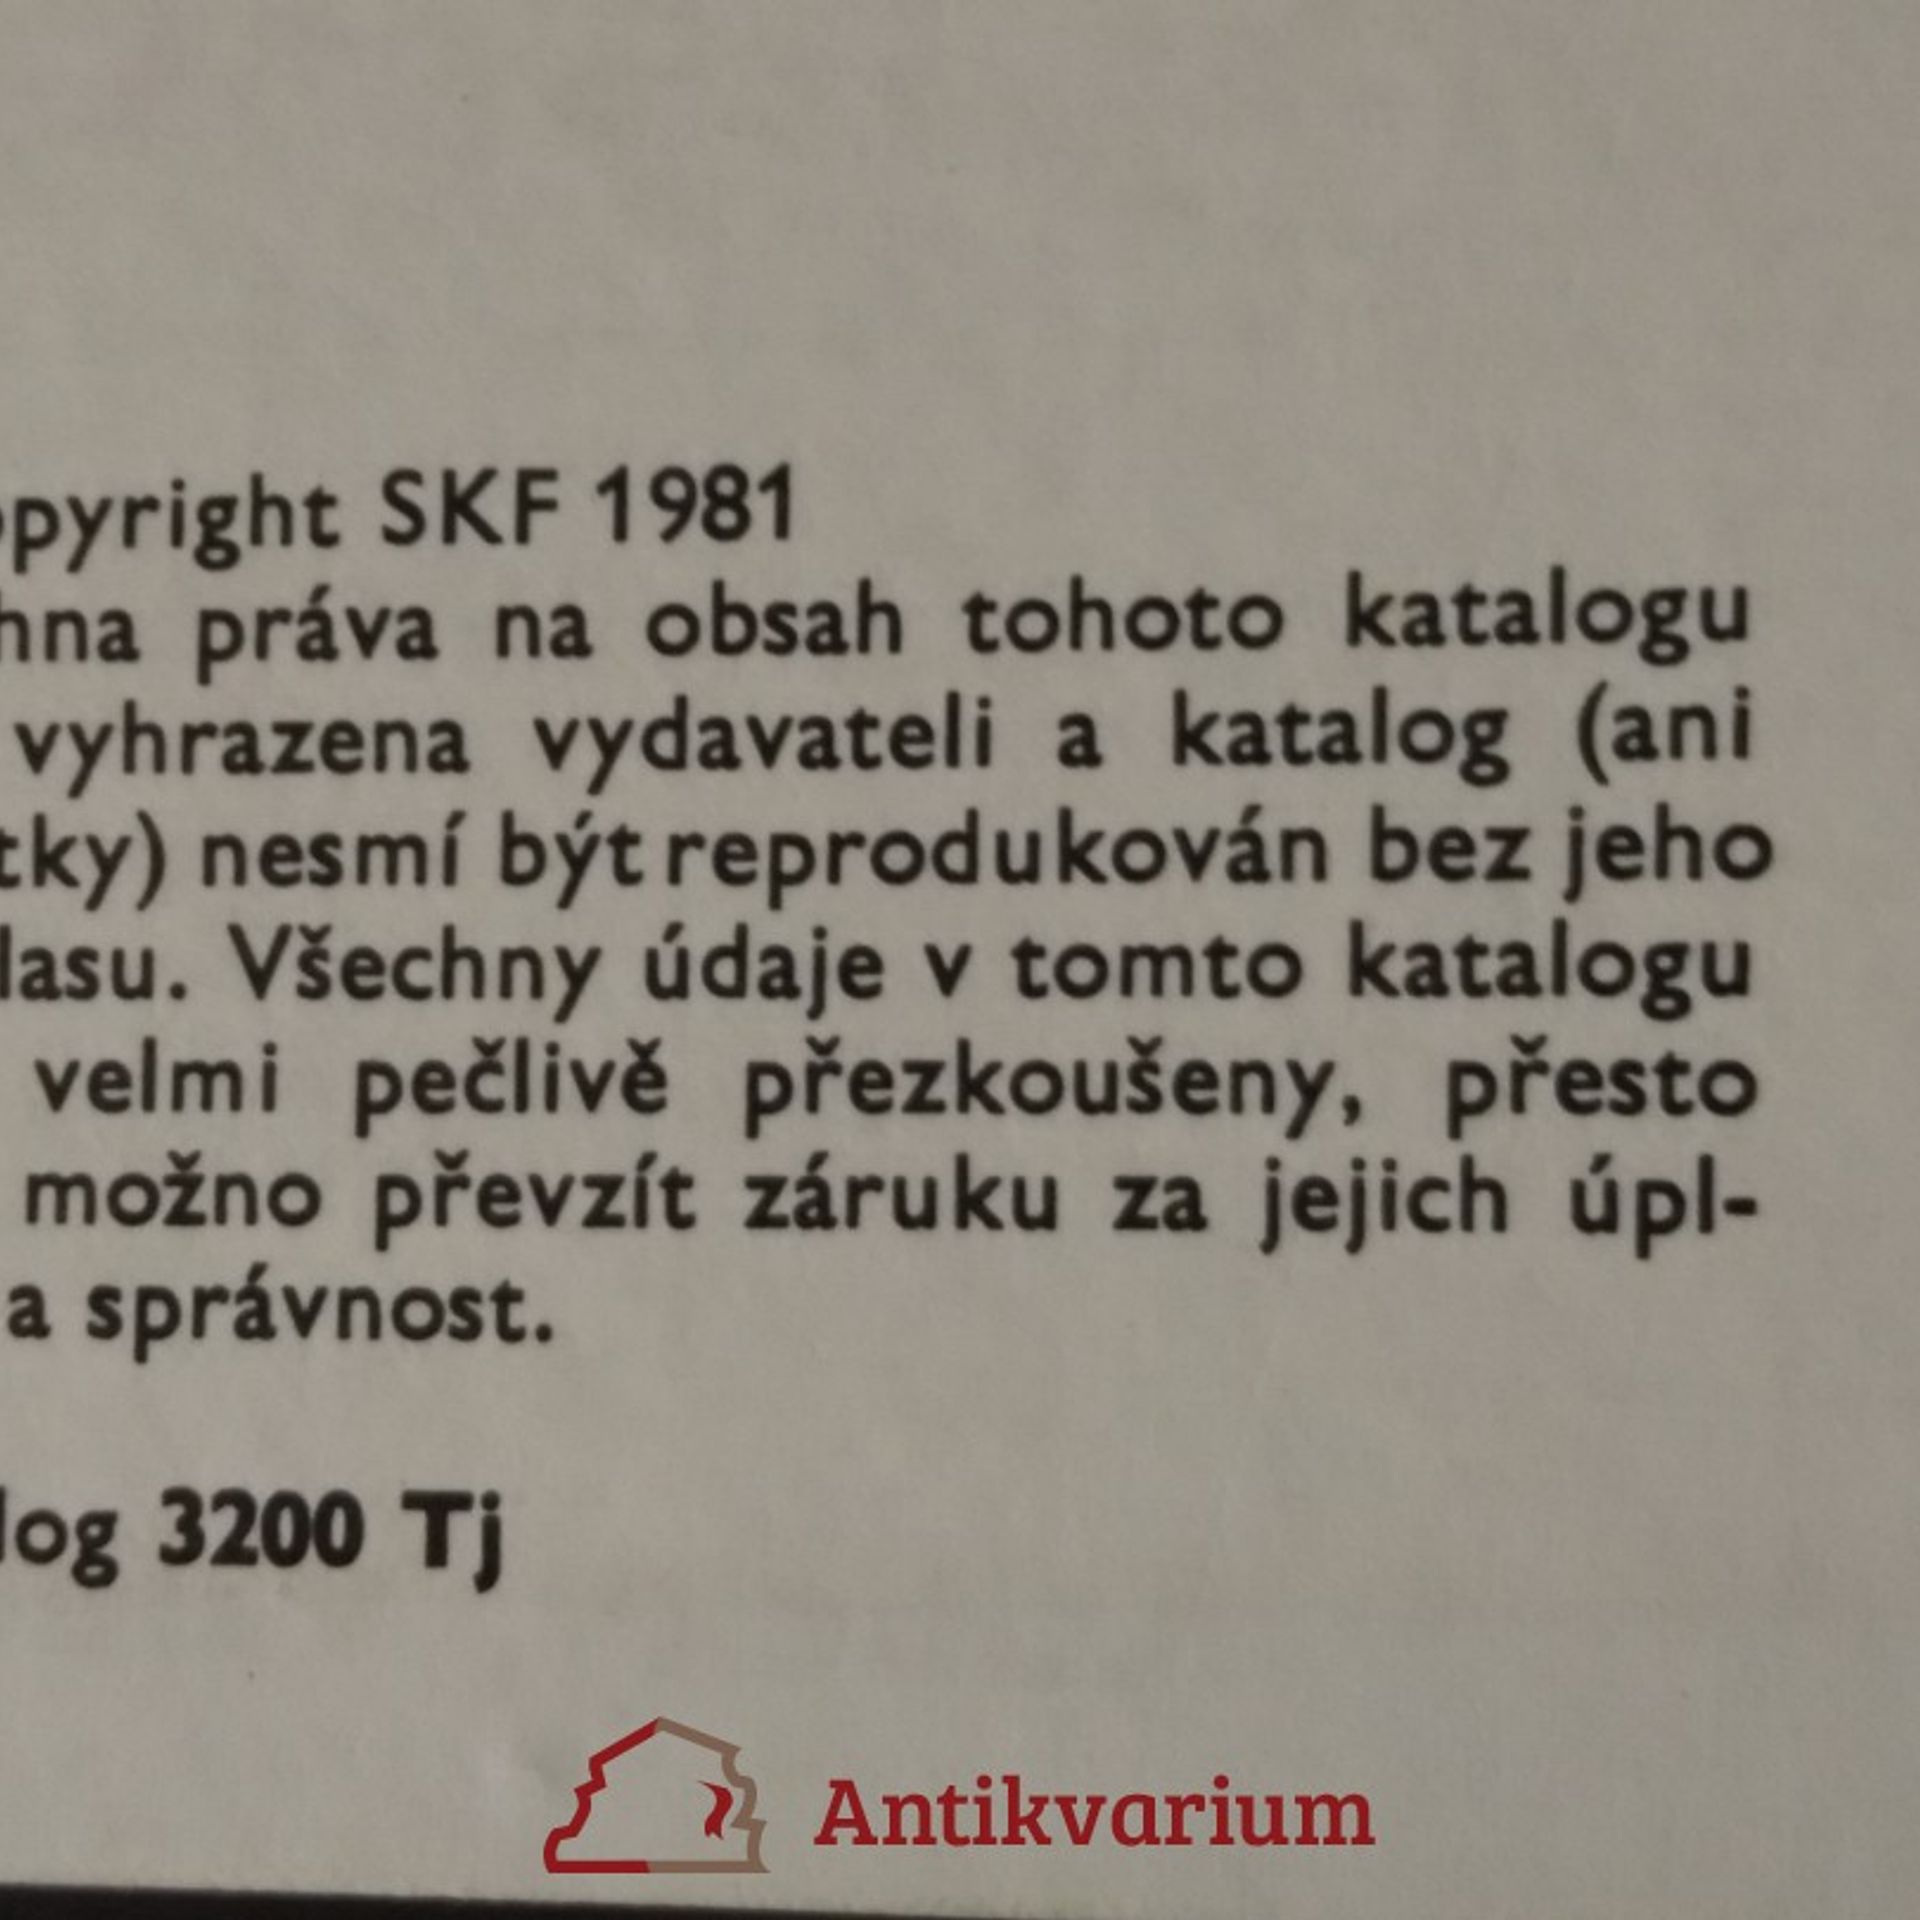 opyright SKF 1981
hna práva na obsah tohoto katalogu
vyhrazena vydavateli a katalog (ani
tky) nesmí být reprodukován bez jeho
lasu. Všechny údaje v tomto katalogu
velmi pečlivě přezkoušeny, přesto
možno převzít záruku za jejich úpl-
a správnost.
log 3200 Tj
Antikvarium